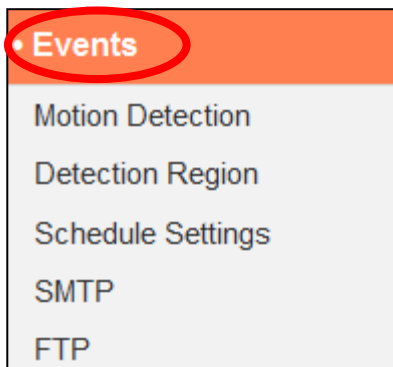 • Events
Motion Detection
Detection Region
Schedule Settings
SMTP
FTP